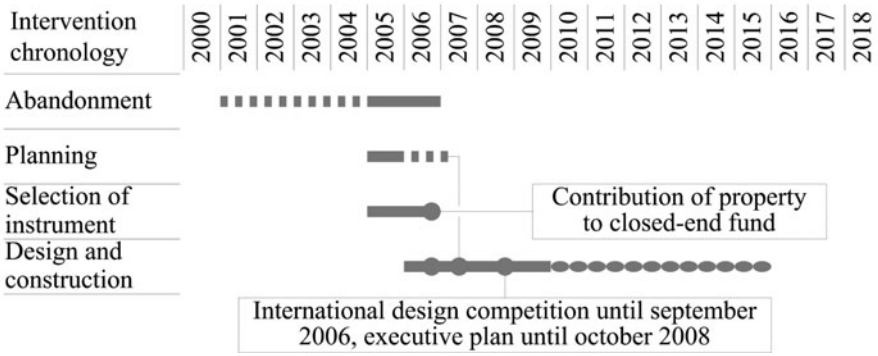 Intervention
chronology
2000
2001
2002
2003
2004
2005
2006
2007
2008
2009
2010
2011
2012
2013
2014
2015
2016
2017
2018
Abandonment
Planning
Selection of
instrument
Contribution of property
to closed-end fund
Design and
construction
International design competition until september
2006, executive plan until october 2008